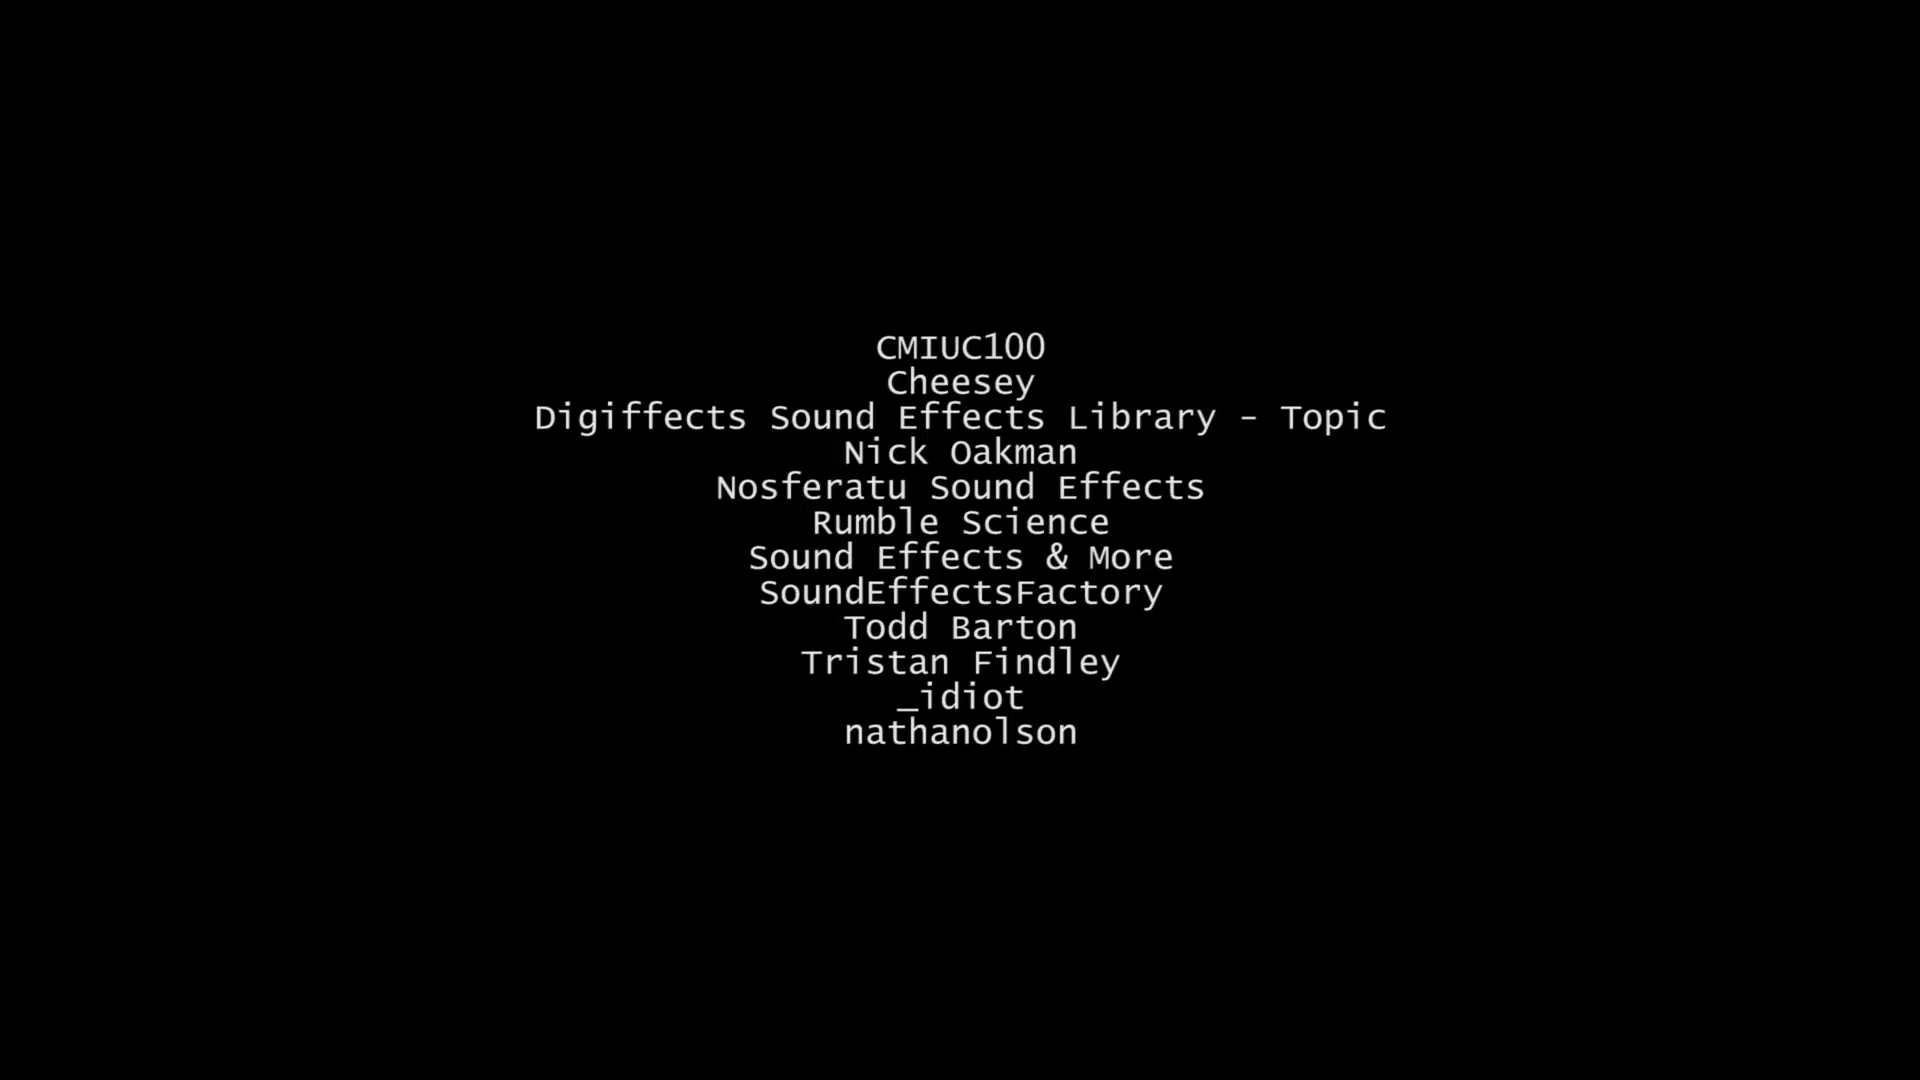 CMIUC100
Cheesey
Digiffects Sound Effects Library - Topic
Nick Oakman
Nosferatu Sound Effects
Rumble Science
Sound Effects & More
SoundEffectsFactory
Todd Barton
Tristan Findley
_idiot
nathanolson